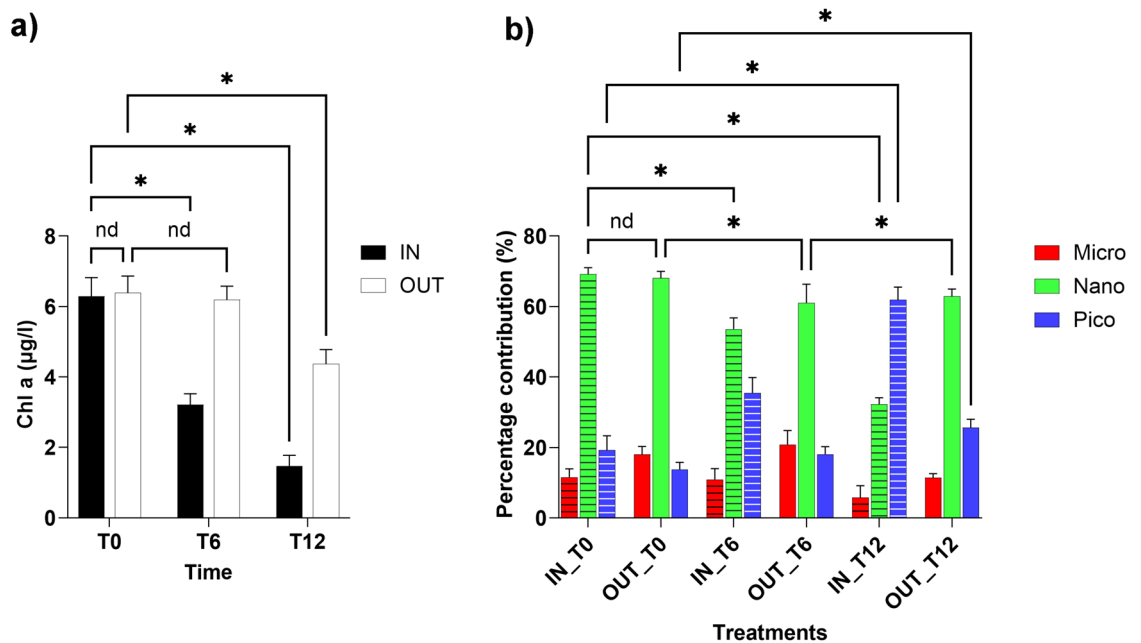 a)
*
*
*
nd
nd
8
6
4
2
0
Chl a (µg/l)
T0
T6
T12
Time
IN
OUT
b)
*
*
*
*
nd
*
*
80
60
40
20
0
Percentage contribution (%)
IN_T0
OUT_T0
IN_T6
OUT_T6
IN_T12
OUT_T12
Treatments
Micro
Nano
Pico